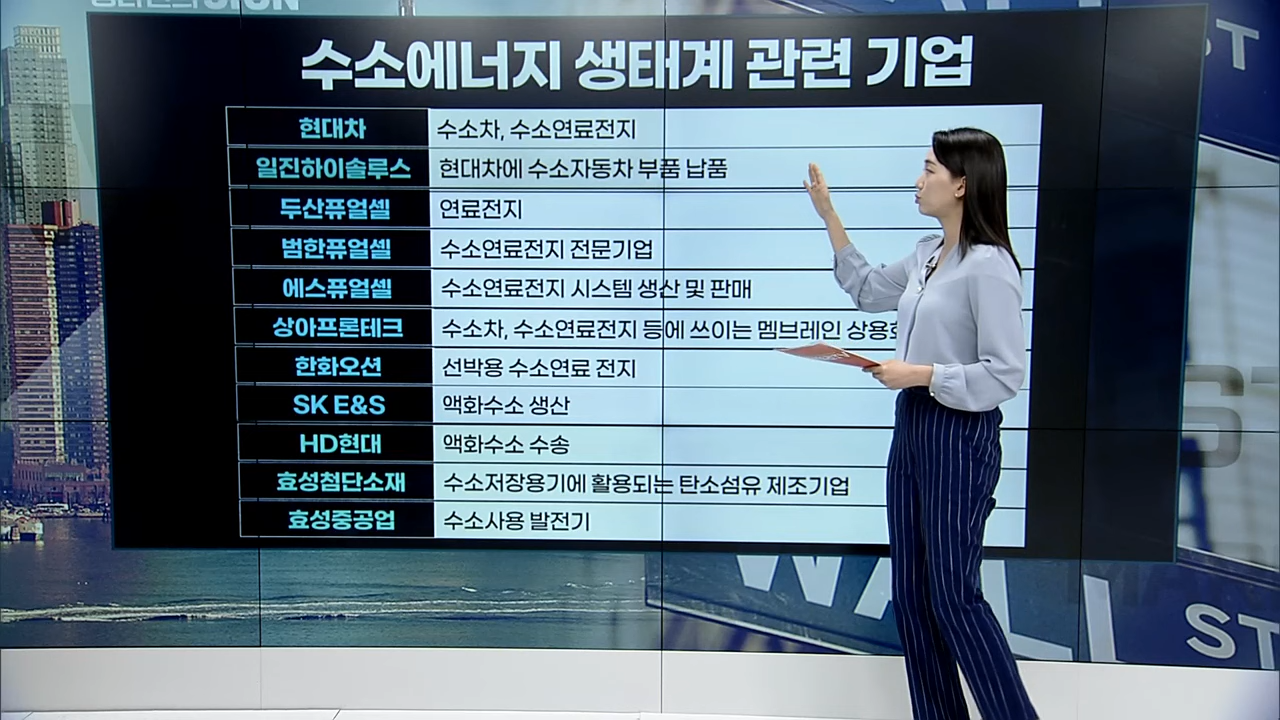 수소에너지 생태계 관련 기업
현대차 수소차, 수소연료전지
일진하이솔루스 현대차에 수소자동차 부품 납품
두산퓨얼셀 연료전지
범한퓨얼셀 수소연료전지 전문기업
에스퓨얼셀 수소연료전지 시스템 생산 및 판매
상아프론테크 수소차, 수소연료전지 등에 쓰이는 멤브레인
한화오션 선박용 수소연료 전지
SK E&S 액화수소 생산
HD현대 액화수소 수송
효성첨단소재 수소저장용기에 활용되는 탄소섬유 제조기업
효성중공업 수소사용 발전기
ST
WALL
ST